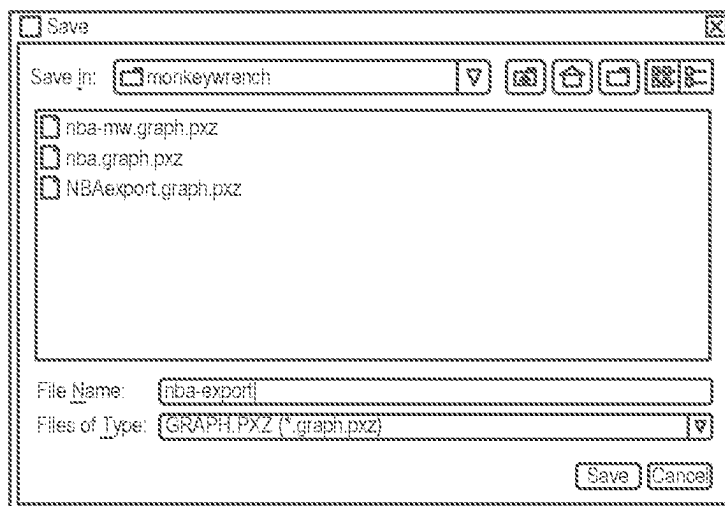 Save
Save in: monkeywrench
nba-mw.graph.pxz
nba.graph.pxz
NBAexport.graph.pxz
File Name: nba-export
Files of Type: GRAPH.PXZ (*.graph.pxz)
Save Cancel